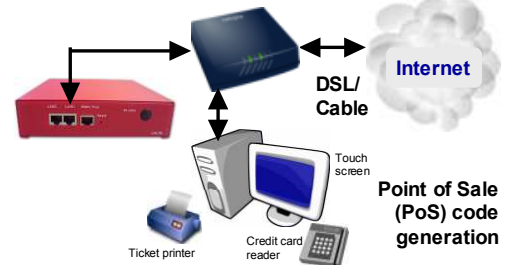 Internet
DSL/
Cable
Touch
screen
Point of Sale
(PoS) code
generation
Credit card
reader
Ticket printer